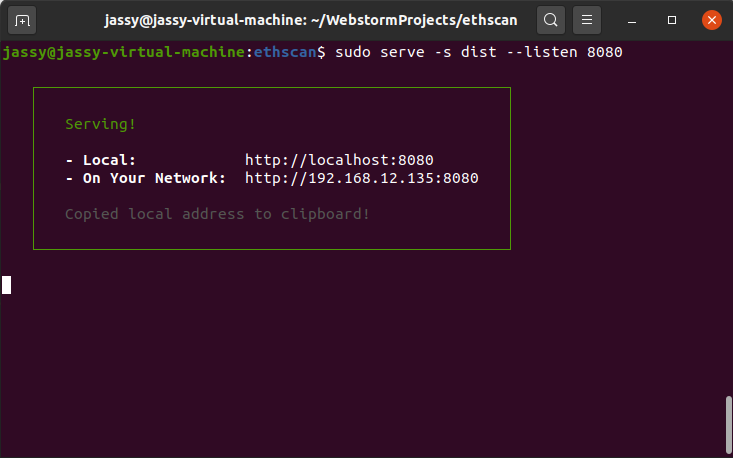 jassy@jassy-virtual-machine: ~/WebstormProjects/ethscan
jassy@jassy-virtual-machine:ethscan$ sudo serve -s dist --listen 8080
Serving!
- Local: http://localhost:8080
- On Your Network: http://192.168.12.135:8080
Copied local address to clipboard!